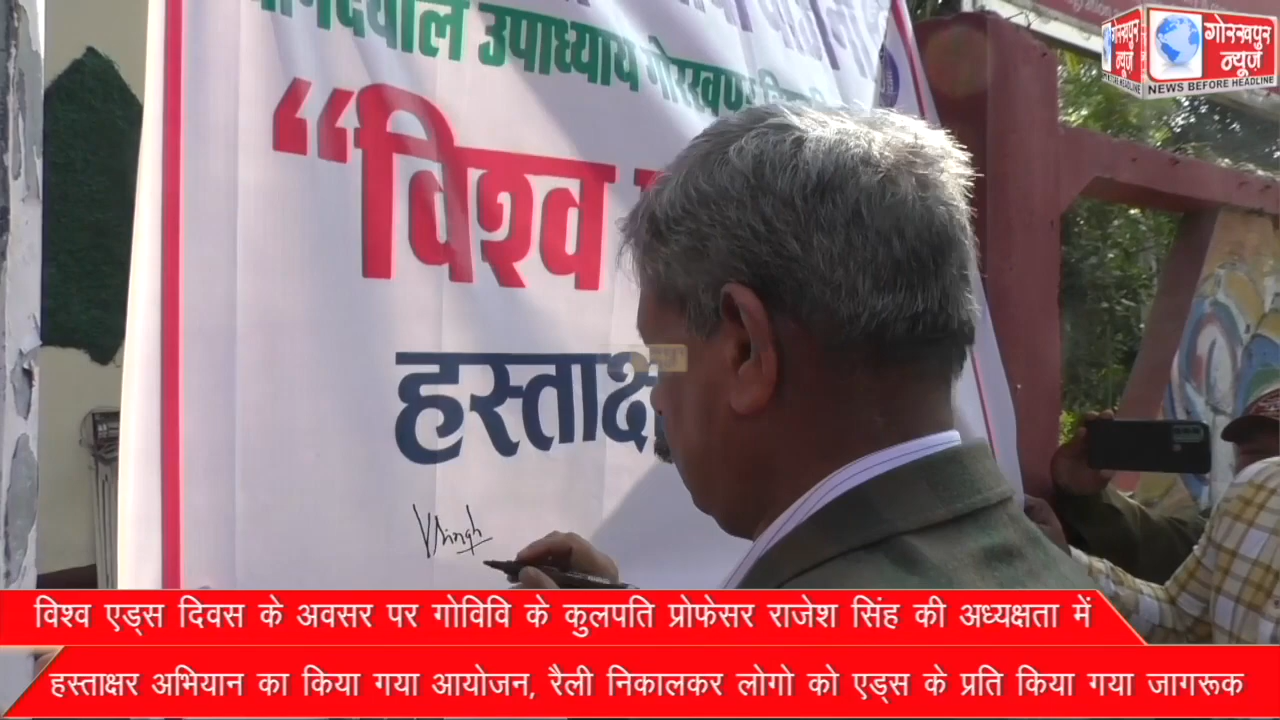 उपाध्याय
गोरखपुर
न्यूज़
NEWS BEFORE HEADLINE
“विश्व
हस्ताक्ष
VSingh
विश्व एड्स दिवस के अवसर पर गोविवि के कुलपति प्रोफेसर राजेश सिंह की अध्यक्षता में
हस्ताक्षर अभियान का किया गया आयोजन, रैली निकालकर लोगो को एड्स के प्रति किया गया जागरूक